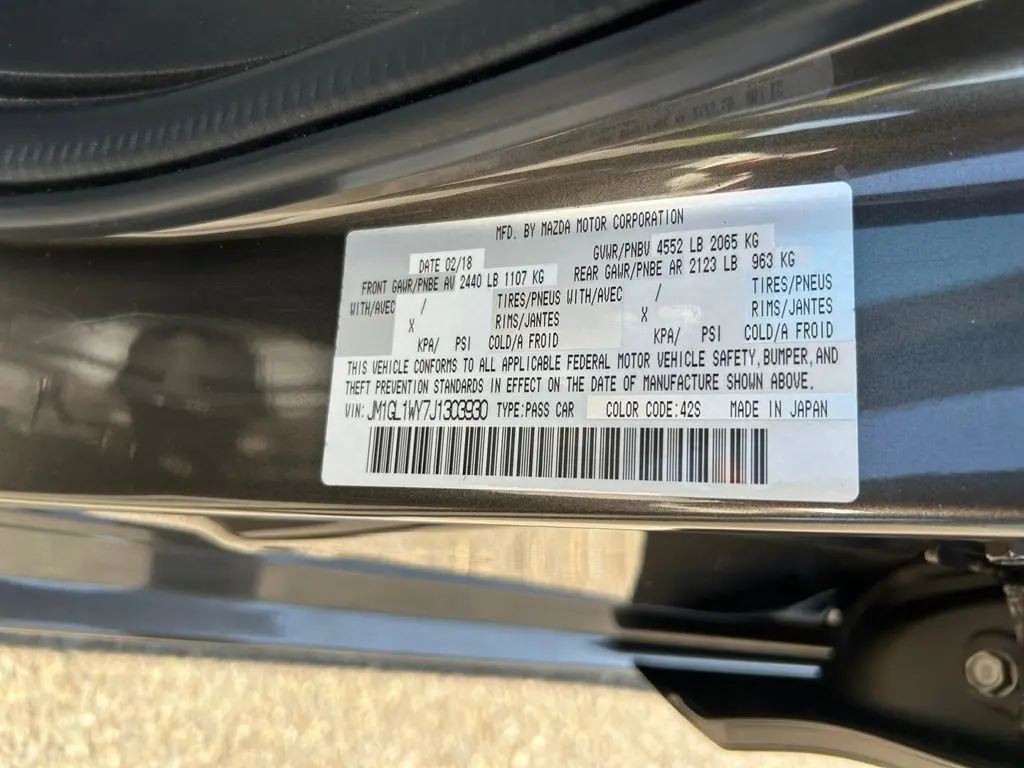 MFD. BY MAZDA MOTOR CORPORATION
DATE 02/18 GVWR/PNBV 4552 LB 2065 KG
FRONT GAWR/PNBE AV 2440 LB 1107 KG REAR GAWR/PNBE AR 2123 LB 963 KG
WITH/AVEC / TIRES/PNEUS WITH/AVEC / TIRES/PNEUS
X RIMS/JANTES X RIMS/JANTES
KPA/ PSI COLD/A FROID KPA/ PSI COLD/A FROID
THIS VEHICLE CONFORMS TO ALL APPLICABLE FEDERAL MOTOR VEHICLE SAFETY, BUMPER, AND
THEFT PREVENTION STANDARDS IN EFFECT ON THE DATE OF MANUFACTURE SHOWN ABOVE.
VIN: JM1GL1WY7J1303930 TYPE:PASS CAR COLOR CODE:42S MADE IN JAPAN